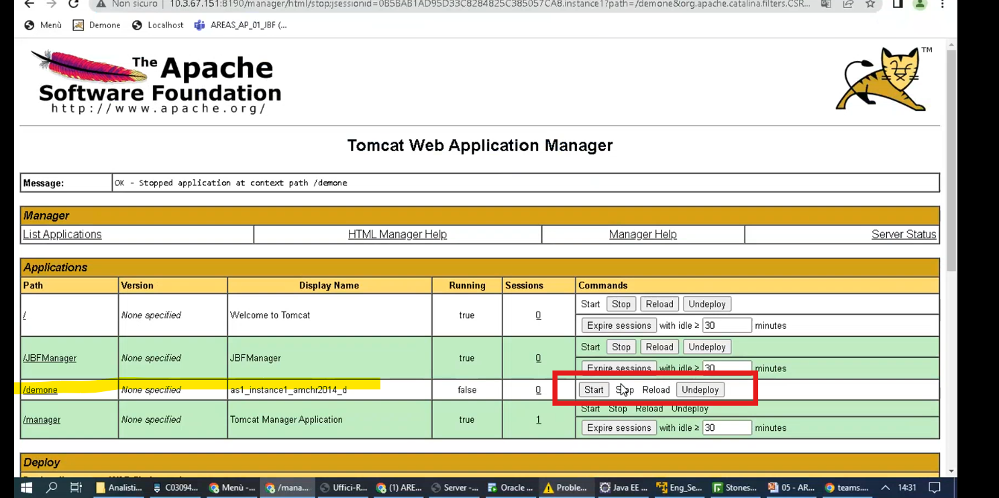 Non sicuro | 10.3.67.151:8190/manager/html/stop;jsessionid=0B5BAB1AD95D33C8284825C385057CA8.instance1?path=/demone&org.apache.catalina.filters.CSR...
Menù Demone Localhost AREAS_AP_01_JBF (...
The Apache
Software Foundation
http://www.apache.org/
TM
Tomcat Web Application Manager
Message: OK - Stopped application at context path /demone
Manager
List Applications HTML Manager Help Manager Help Server Status
Applications
Path Version Display Name Running Sessions Commands
/ None specified Welcome to Tomcat true 0 Start Stop Reload Undeploy
Expire sessions with idle ≥ 30 minutes
/JBFManager None specified JBFManager true 0 Start Stop Reload Undeploy
Expire sessions with idle ≥ 30 minutes
/demone None specified as1_instance1_amchr2014_d false 0 Start Stop Reload Undeploy
/manager None specified Tomcat Manager Application true 1 Start Stop Reload Undeploy
Expire sessions with idle ≥ 30 minutes
Deploy
Analisti... C03094... Menù -... /mana... Uffici-R... (1) ARE... Server -... Oracle ... Proble... Java EE ... Eng_Se... Stones... 05 - AR... teams.... 14:31